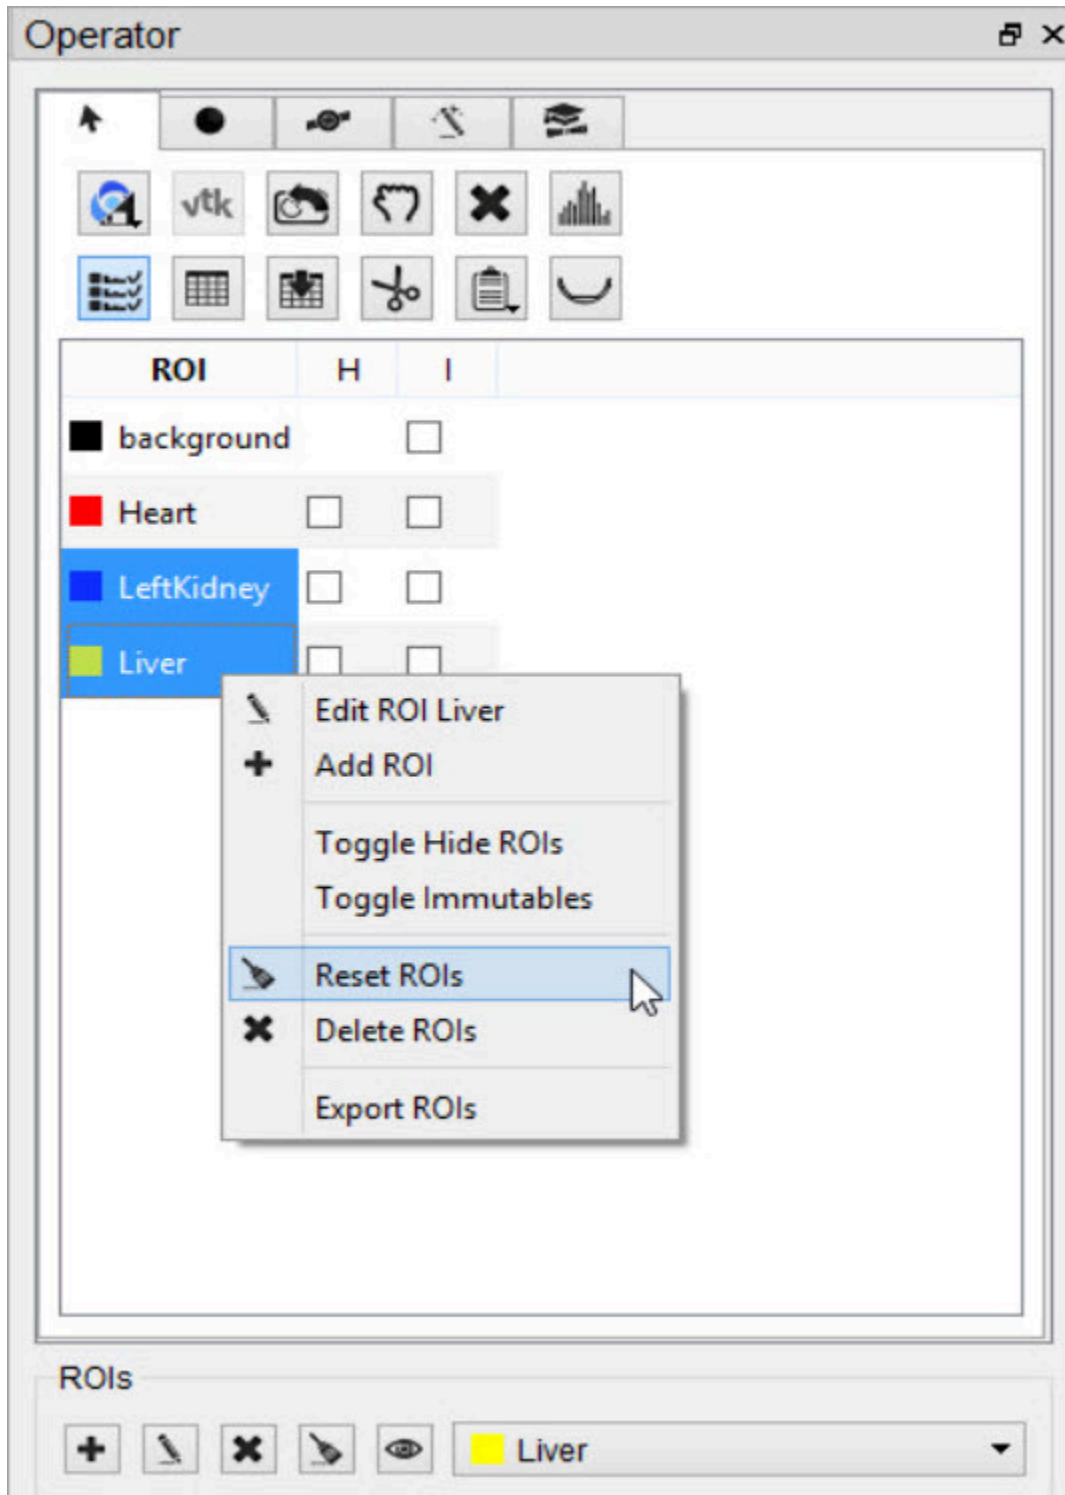 Operator
vtk
ROI H I
background
Heart
LeftKidney
Liver
Edit ROI Liver
Add ROI
Toggle Hide ROIs
Toggle Immutables
Reset ROIs
Delete ROIs
Export ROIs
ROIs
Liver